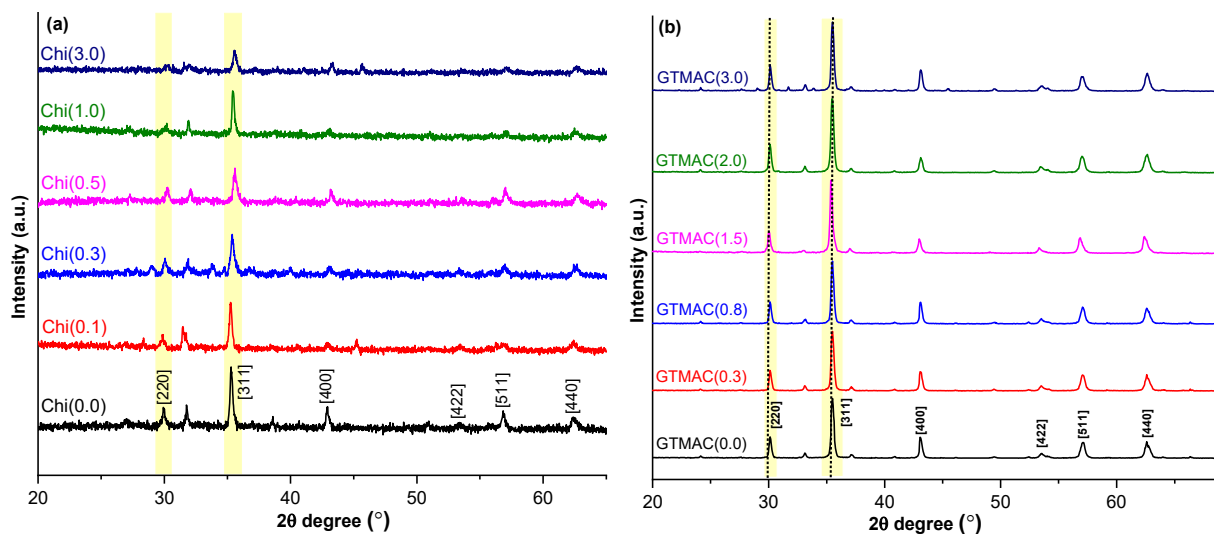 (a)
Chi(3.0)
Chi(1.0)
Chi(0.5)
Chi(0.3)
Chi(0.1)
Chi(0.0)
[220]
[311]
[400]
[422]
[511]
[440]
Intensity (a.u.)
20 30 40 50 60
2θ degree (°)
(b)
GTMAC(3.0)
GTMAC(2.0)
GTMAC(1.5)
GTMAC(0.8)
GTMAC(0.3)
GTMAC(0.0)
[220]
[311]
[400]
[422]
[511]
[440]
Intensity (a.u.)
20 30 40 50 60
2θ degree (°)